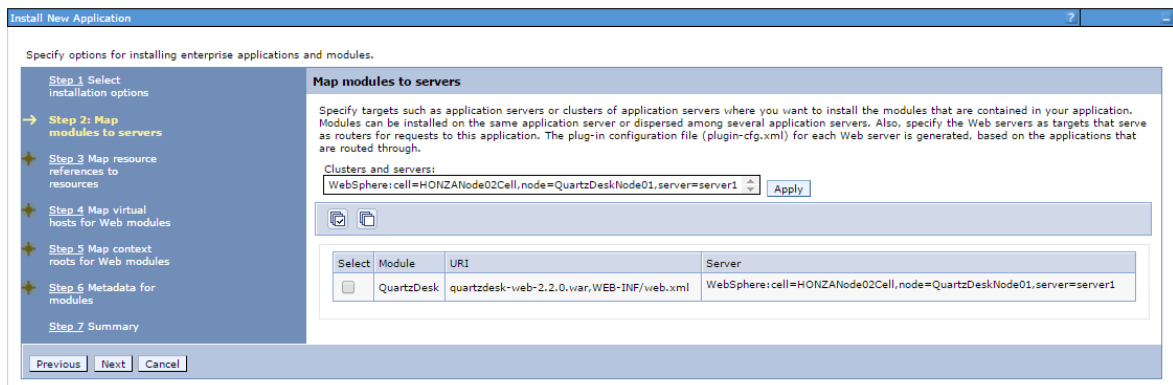 Install New Application
?
Specify options for installing enterprise applications and modules.
Step 1 Select
installation options
Step 2: Map
modules to servers
Step 3 Map resource
references to
resources
Step 4 Map virtual
hosts for Web modules
Step 5 Map context
roots for Web modules
Step 6 Metadata for
modules
Step 7 Summary
Map modules to servers
Specify targets such as application servers or clusters of application servers where you want to install the modules that are contained in your application.
Modules can be installed on the same application server or dispersed among several application servers. Also, specify the Web servers as targets that serve
as routers for requests to this application. The plug-in configuration file (plugin-cfg.xml) for each Web server is generated, based on the applications that
are routed through.
Clusters and servers:
WebSphere:cell=HONZANode02Cell,node=QuartzDeskNode01,server=server1
Apply
Select Module URI Server
QuartzDesk quartzdesk-web-2.2.0.war,WEB-INF/web.xml WebSphere:cell=HONZANode02Cell,node=QuartzDeskNode01,server=server1
Previous Next Cancel